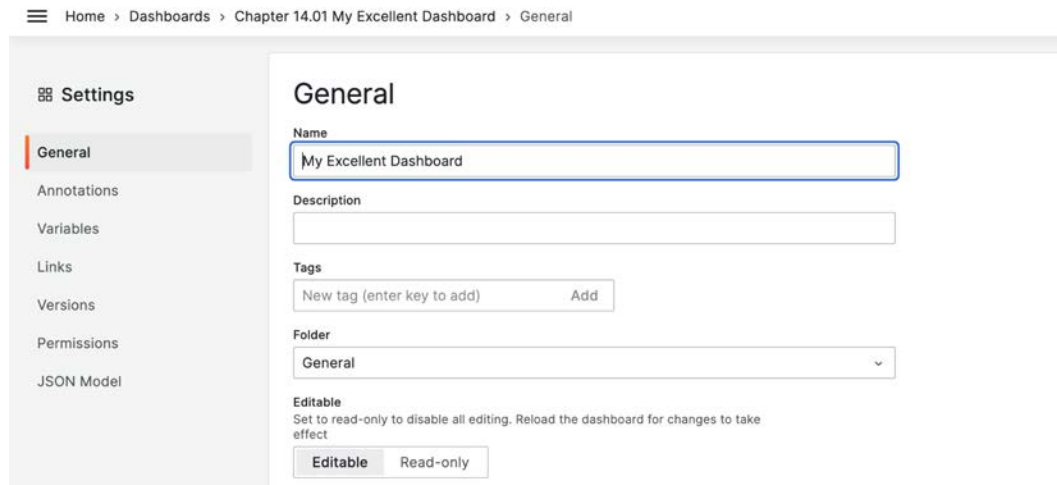 Home > Dashboards > Chapter 14.01 My Excellent Dashboard > General
Settings
General
Annotations
Variables
Links
Versions
Permissions
JSON Model
General
Name
My Excellent Dashboard
Description
Tags
New tag (enter key to add) Add
Folder
General
Editable
Set to read-only to disable all editing. Reload the dashboard for changes to take
effect
Editable Read-only